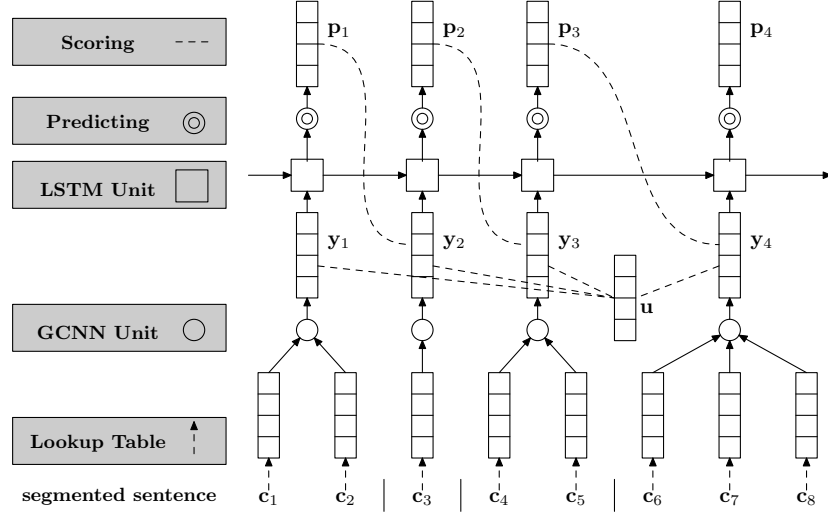 Scoring
p1 p2 p3 p4
Predicting
LSTM Unit
y1 y2 y3 y4
u
GCNN Unit
Lookup Table
segmented sentence c1 c2 c3 c4 c5 c6 c7 c8